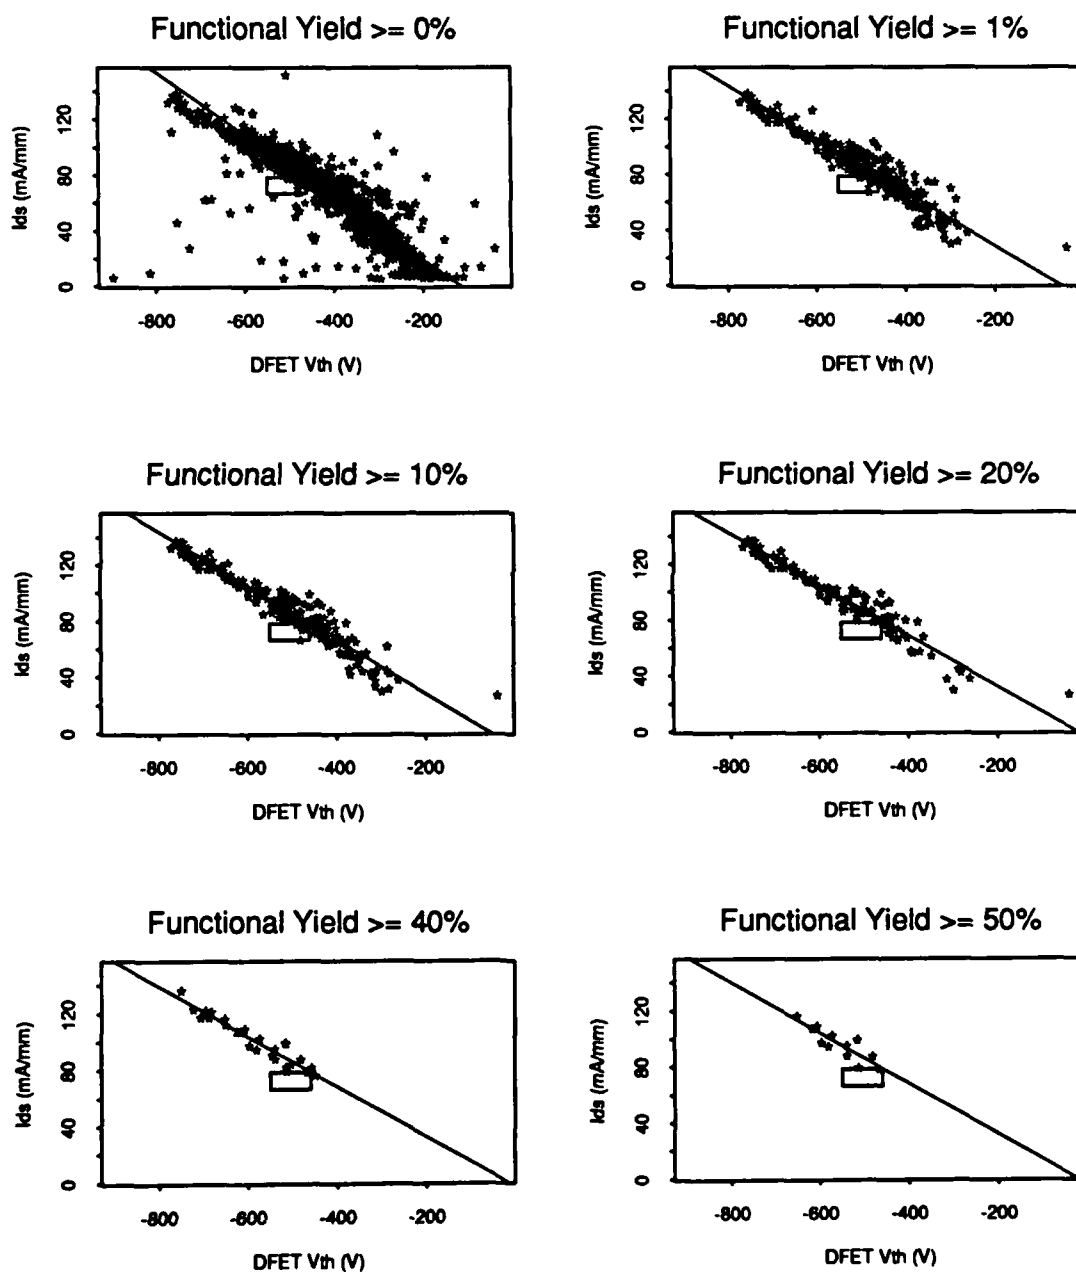 Functional Yield >= 0%
Ids (mA/mm)
0 40 80 120
-800 -600 -400 -200
DFET Vth (V)
Functional Yield >= 1%
Ids (mA/mm)
0 40 80 120
-800 -600 -400 -200
DFET Vth (V)
Functional Yield >= 10%
Ids (mA/mm)
0 40 80 120
-800 -600 -400 -200
DFET Vth (V)
Functional Yield >= 20%
Ids (mA/mm)
0 40 80 120
-800 -600 -400 -200
DFET Vth (V)
Functional Yield >= 40%
Ids (mA/mm)
0 40 80 120
-800 -600 -400 -200
DFET Vth (V)
Functional Yield >= 50%
Ids (mA/mm)
0 40 80 120
-800 -600 -400 -200
DFET Vth (V)